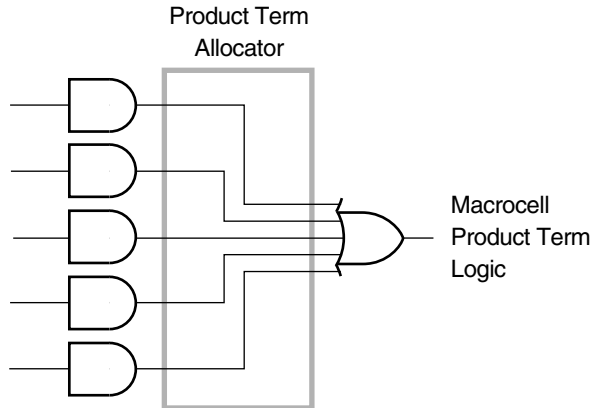 Product Term
Allocator
Macrocell
Product Term
Logic